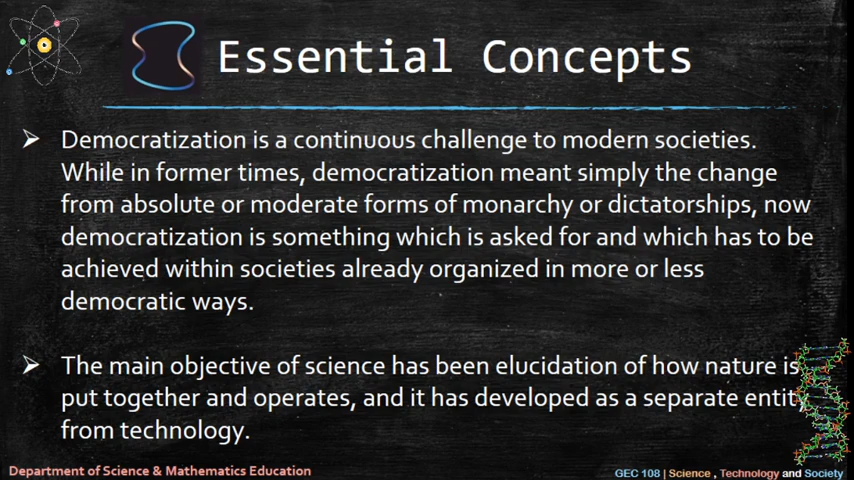 Essential Concepts
Democratization is a continuous challenge to modern societies.
While in former times, democratization meant simply the change
from absolute or moderate forms of monarchy or dictatorships, now
democratization is something which is asked for and which has to be
achieved within societies already organized in more or less
democratic ways.
The main objective of science has been elucidation of how nature is
put together and operates, and it has developed as a separate entity
from technology.
Department of Science & Mathematics Education
GEC 108 | Science , Technology and Society